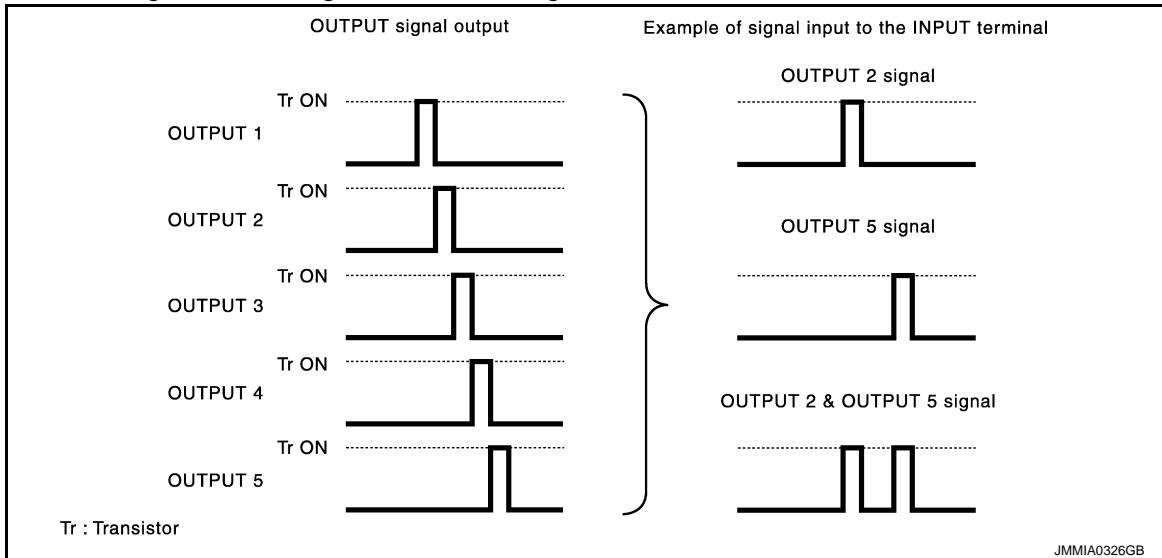 OUTPUT signal output
Example of signal input to the INPUT terminal
Tr ON
OUTPUT 1
Tr ON
OUTPUT 2
Tr ON
OUTPUT 3
Tr ON
OUTPUT 4
Tr ON
OUTPUT 5
Tr : Transistor
OUTPUT 2 signal
OUTPUT 5 signal
OUTPUT 2 & OUTPUT 5 signal
JMMIA0326GB